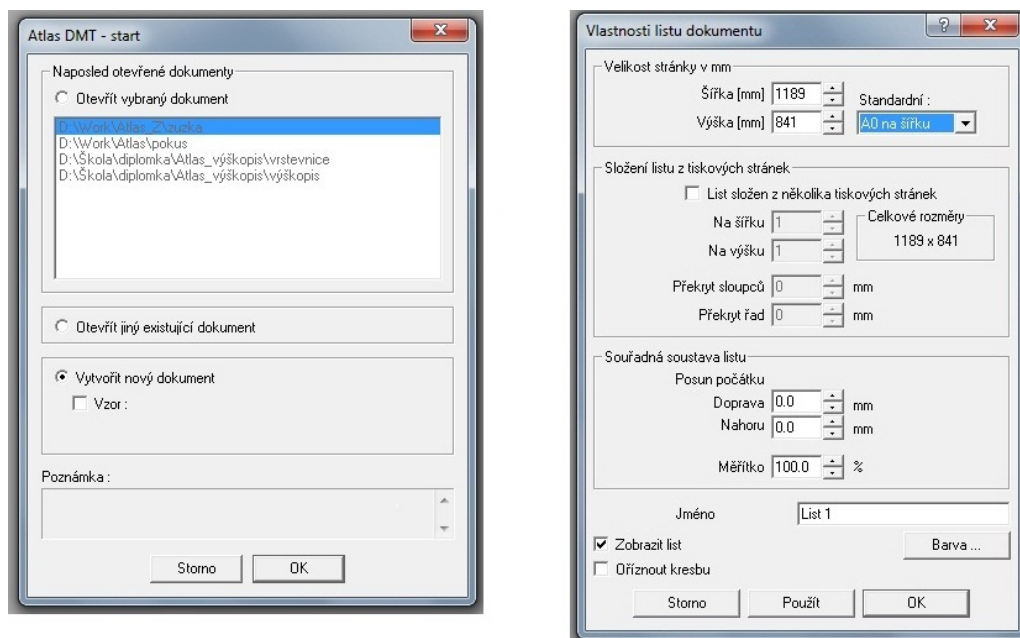 Atlas DMT - start
Naposled otevřené dokumenty
Otevřít vybraný dokument
D:\Work\Atlas_Z\zuzka
D:\Work\Atlas\pokus
D:\Škola\diplomka\Atlas_výškopis\vrstevnice
D:\Škola\diplomka\Atlas_výškopis\výškopis
Otevřít jiný existující dokument
Vytvořit nový dokument
Vzor :
Poznámka :
Storno
OK
Vlastnosti listu dokumentu
Velikost stránky v mm
Šířka [mm] 1189
Standardní :
Výška [mm] 841
A0 na šířku
Složení listu z tiskových stránek
List složen z několika tiskových stránek
Na šířku 1
Celkové rozměry
1189 x 841
Na výšku 1
Překryt sloupců 0 mm
Překryt řad 0 mm
Souřadná soustava listu
Posun počátku
Doprava 0.0 mm
Nahoru 0.0 mm
Měřítko 100.0 %
Jméno List 1
Zobrazit list
Barva ...
Oříznout kresbu
Storno
Použít
OK